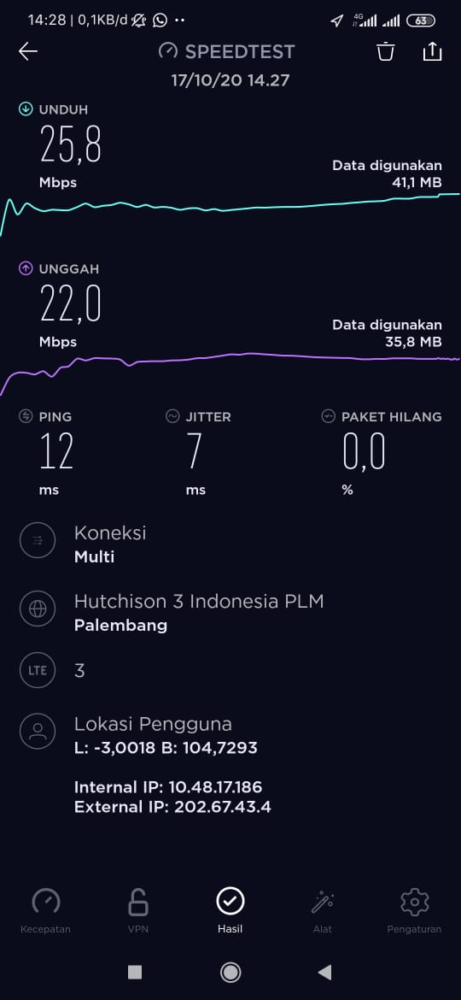 14:28 | 0,1KB/d
4G
63
SPEEDTEST
17/10/20 14.27
UNDUH
25,8
Mbps
Data digunakan
41,1 MB
UNGGAH
22,0
Mbps
Data digunakan
35,8 MB
PING
JITTER
PAKET HILANG
12
7
0,0
ms
ms
%
Koneksi
Multi
Hutchison 3 Indonesia PLM
Palembang
LTE
3
Lokasi Pengguna
L: -3,0018 B: 104,7293
Internal IP: 10.48.17.186
External IP: 202.67.43.4
Kecepatan
VPN
Hasil
Alat
Pengaturan